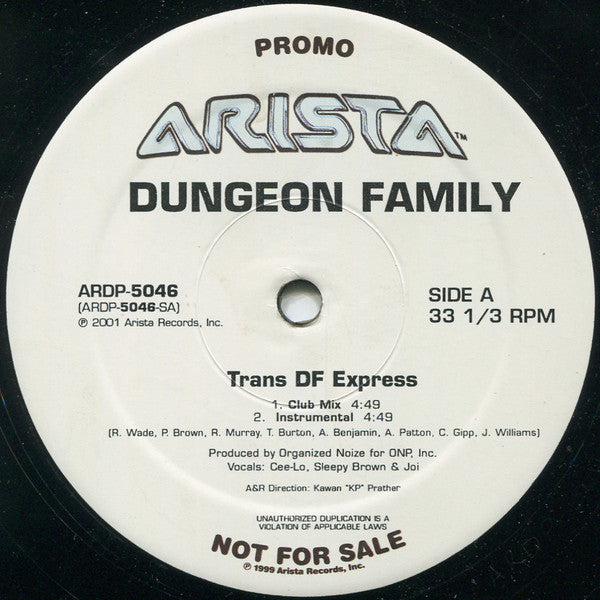 PROMO
ARISTA™
DUNGEON FAMILY
ARDP-5046
(ARDP-5046-SA)
℗ 2001 Arista Records, Inc.
SIDE A
33 1/3 RPM
Trans DF Express
1. Club Mix 4:49
2. Instrumental 4:49
(R. Wade, P. Brown, R. Murray, T. Burton, A. Benjamin, A. Patton, C. Gipp, J. Williams)
Produced by Organized Noize for ONP, Inc.
Vocals: Cee-Lo, Sleepy Brown & Joi
A&R Direction: Kawan "KP" Prather
UNAUTHORIZED DUPLICATION IS A
VIOLATION OF APPLICABLE LAWS
NOT FOR SALE
℗ 1999 Arista Records, Inc.